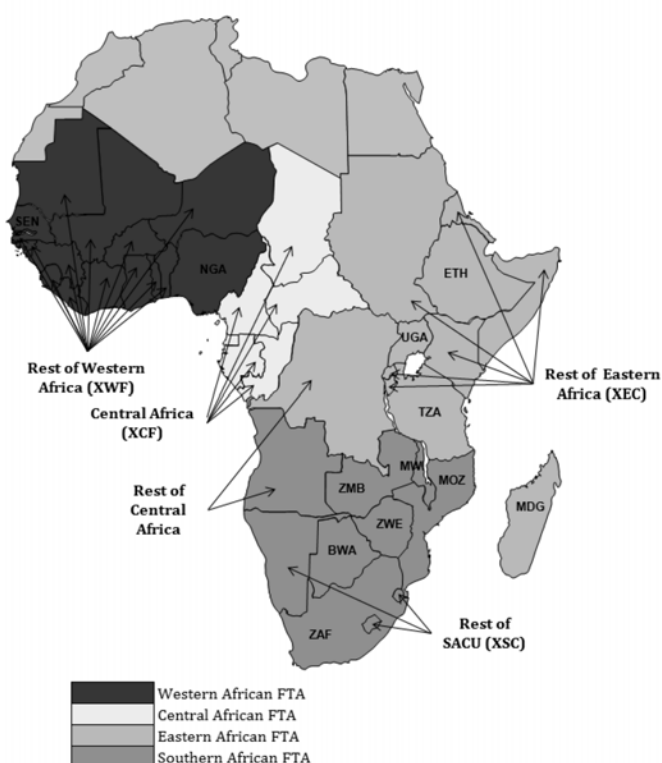 SEN
NGA
ETH
UGA
Rest of Western
Africa (XWF)
Rest of Eastern
Africa (XEC)
Central Africa
(XCF)
TZA
MWI
MOZ
ZMB
Rest of
Central
Africa
MDG
ZWE
BWA
ZAF
Rest of
SACU (XSC)
Western African FTA
Central African FTA
Eastern African FTA
Southern African FTA